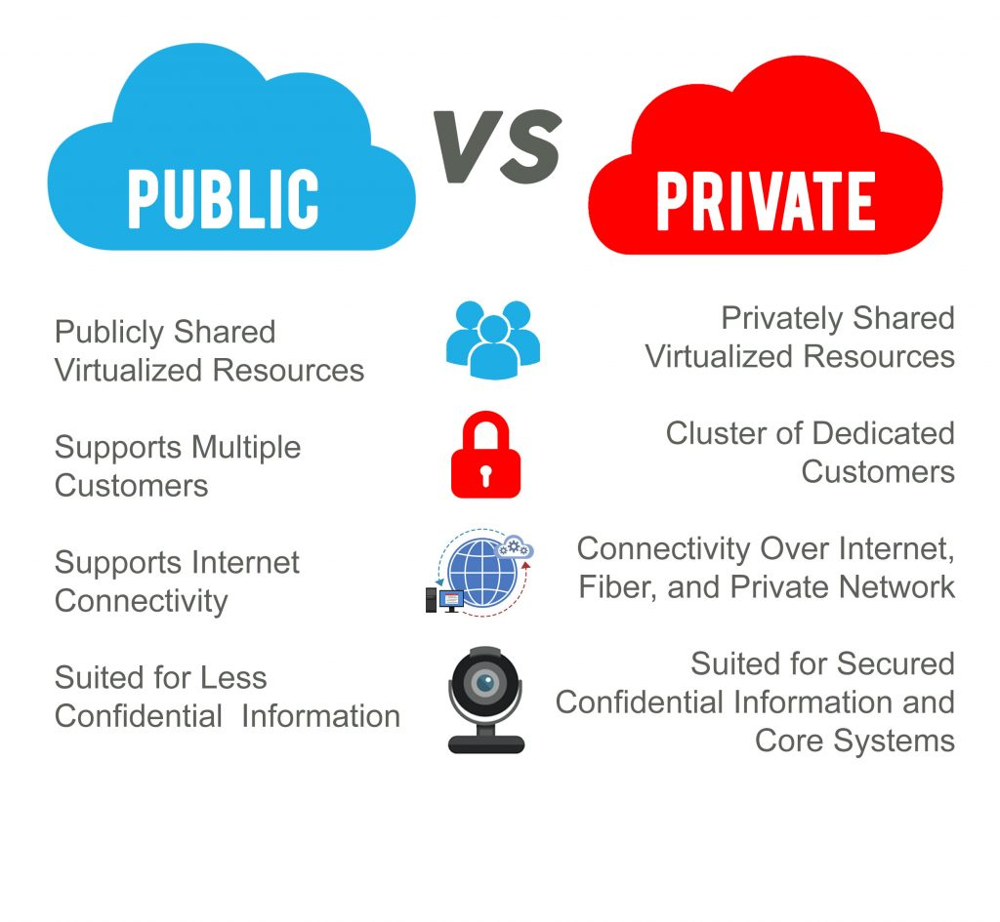 PUBLIC
VS
PRIVATE
Publicly Shared
Virtualized Resources
Privately Shared
Virtualized Resources
Supports Multiple
Customers
Cluster of Dedicated
Customers
Supports Internet
Connectivity
Connectivity Over Internet,
Fiber, and Private Network
Suited for Less
Confidential  Information
Suited for Secured
Confidential Information and
Core Systems